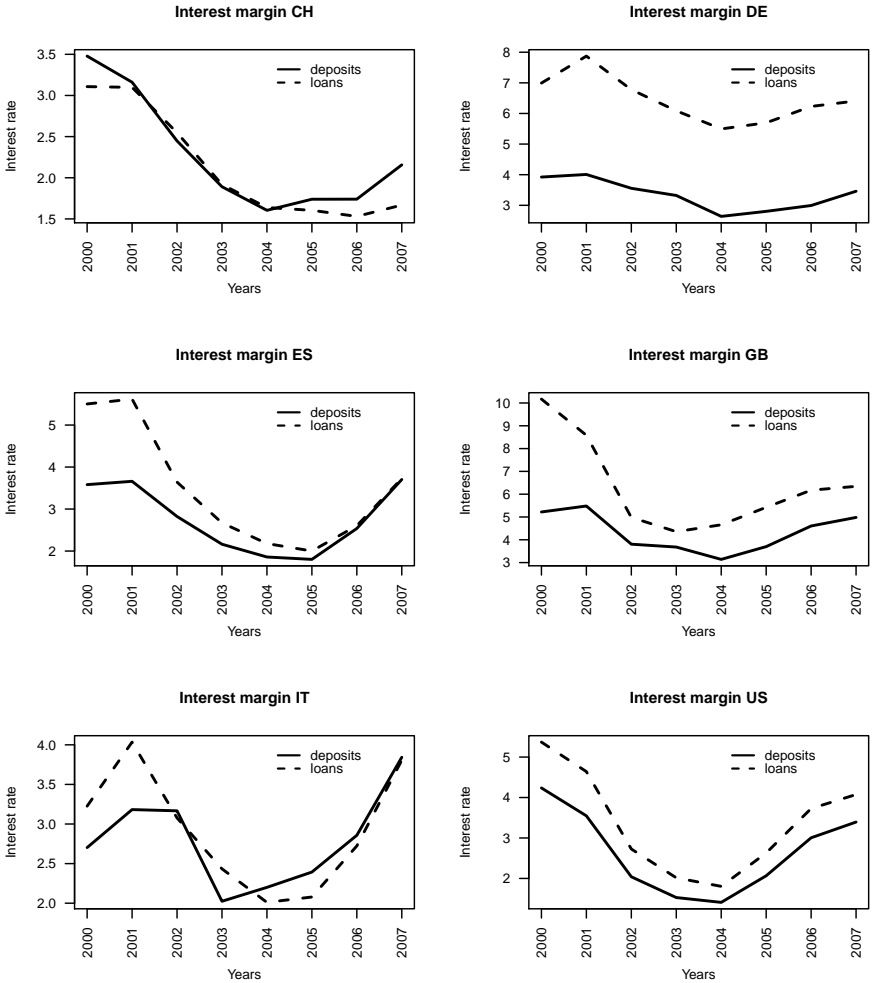 Interest margin CH
3.5
3.0
2.5
2.0
1.5
Interest rate
deposits
loans
2000
2001
2002
2003
2004
2005
2006
2007
Years
Interest margin DE
8
7
6
5
4
3
Interest rate
deposits
loans
2000
2001
2002
2003
2004
2005
2006
2007
Years
Interest margin ES
5
4
3
2
Interest rate
deposits
loans
2000
2001
2002
2003
2004
2005
2006
2007
Years
Interest margin GB
10
9
8
7
6
5
4
3
Interest rate
deposits
loans
2000
2001
2002
2003
2004
2005
2006
2007
Years
Interest margin IT
4.0
3.5
3.0
2.5
2.0
Interest rate
deposits
loans
2000
2001
2002
2003
2004
2005
2006
2007
Years
Interest margin US
5
4
3
2
Interest rate
deposits
loans
2000
2001
2002
2003
2004
2005
2006
2007
Years